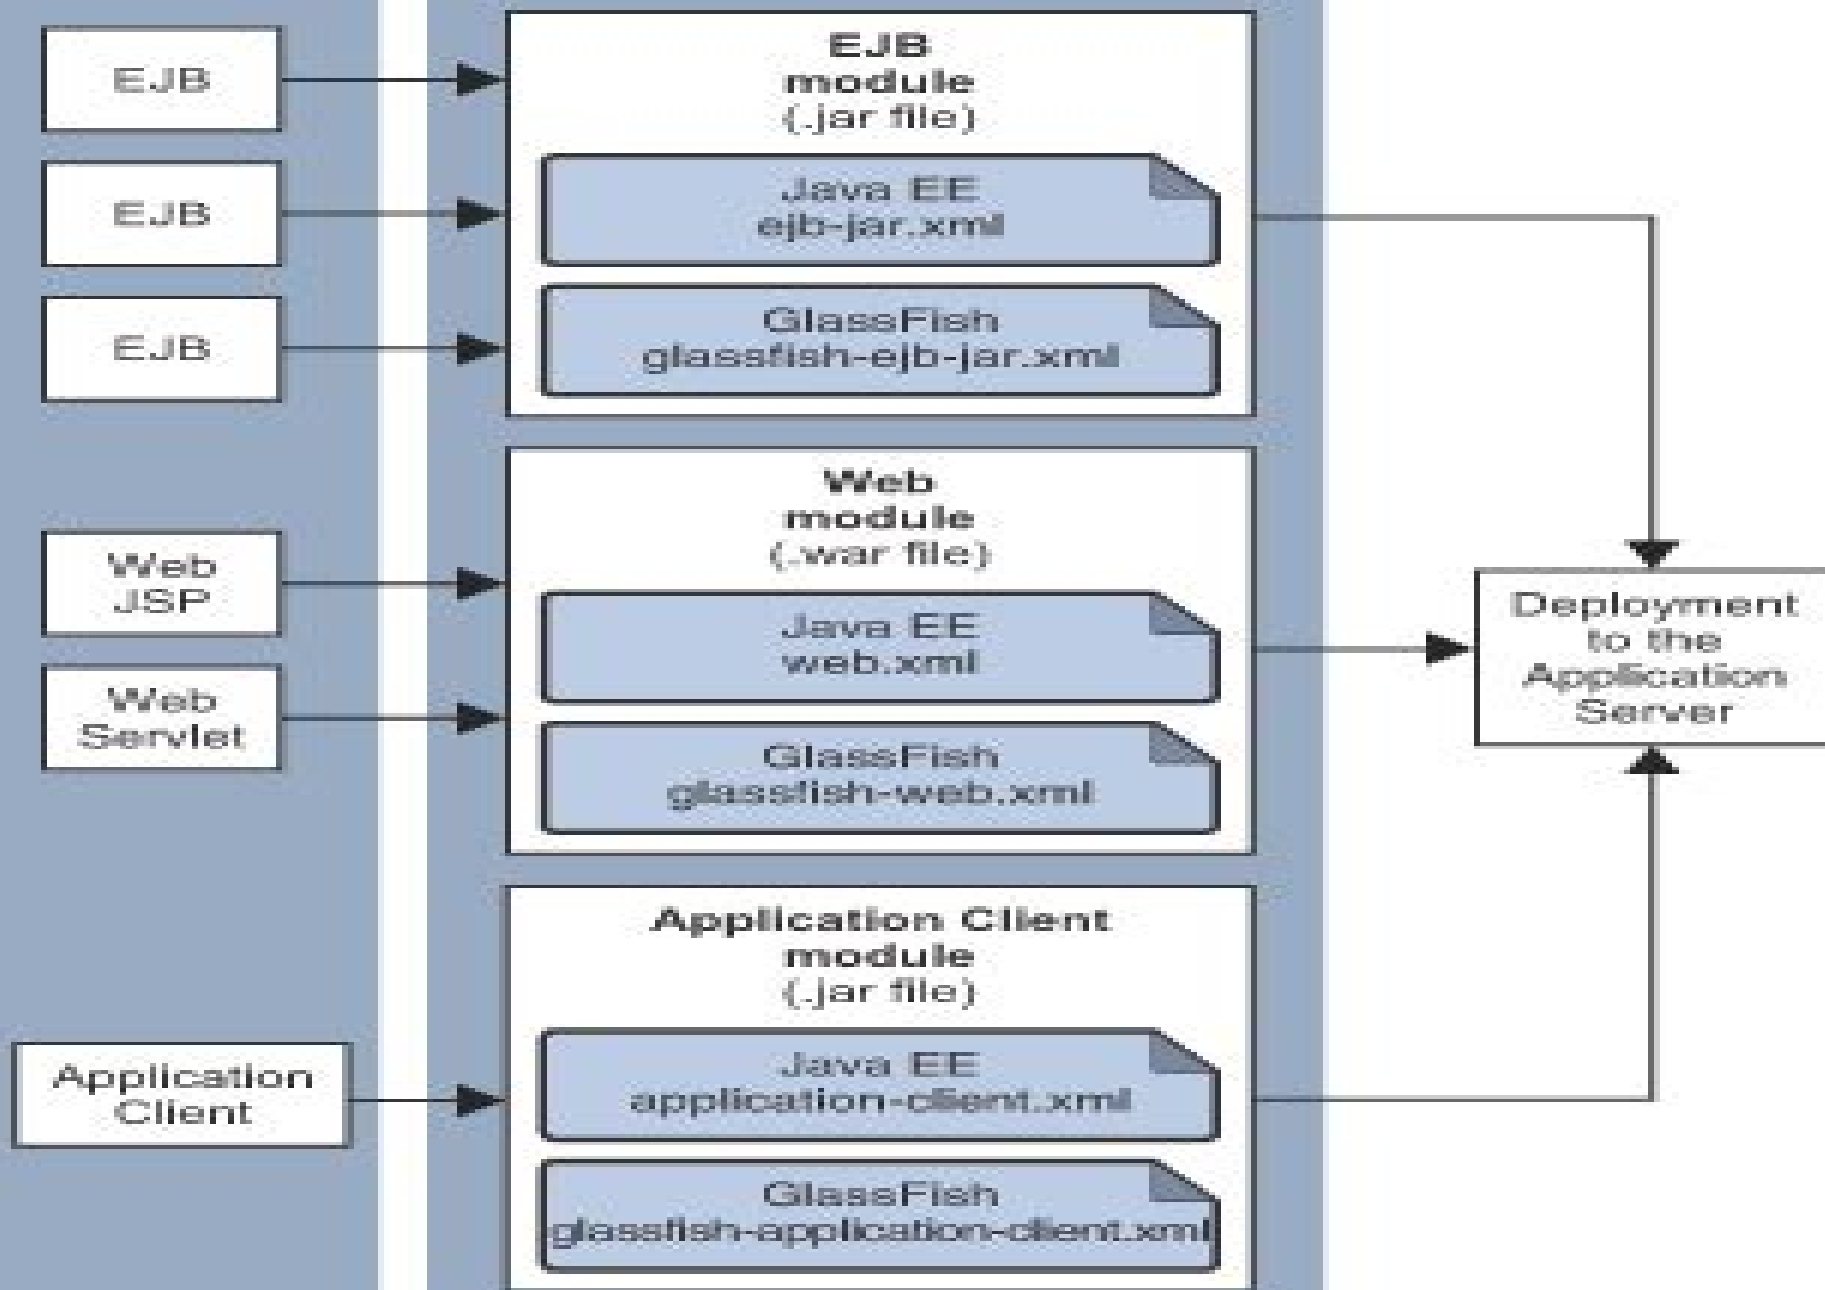 EJB
EJB
EJB
Web
JSP
Web
Servlet
Application
Client
EJB
module
(.jar file)
Java EE
ejb-jar.xml
GlassFish
glassfish-ejb-jar.xml
Web
module
(.war file)
Java EE
web.xml
GlassFish
glassfish-web.xml
Application Client
module
(.jar file)
Java EE
application-client.xml
GlassFish
glassfish-application-client.xml
Deployment
to the
Application
Server